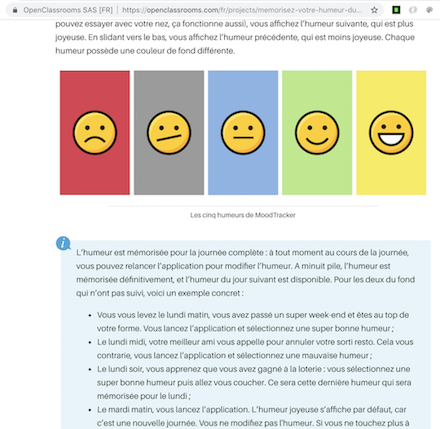 OpenClassrooms SAS [FR] | https://openclassrooms.com/fr/projects/memorisez-votre-humeur-du...
pouvez essayer avec votre nez, ça fonctionne aussi), vous affichez l'humeur suivante, qui est plus
joyeuse. En slidant vers le bas, vous affichez l'humeur précédente, qui est moins joyeuse. Chaque
humeur possède une couleur de fond différente.
Les cinq humeurs de MoodTracker
L'humeur est mémorisée pour la journée complète : à tout moment au cours de la journée,
vous pouvez relancer l'application pour modifier l'humeur. A minuit pile, l'humeur est
mémorisée définitivement, et l'humeur du jour suivant est disponible. Pour les deux du fond
qui n'ont pas suivi, voici un exemple concret :
• Vous vous levez le lundi matin, vous avez passé un super week-end et êtes au top de
votre forme. Vous lancez l'application et sélectionnez une super bonne humeur ;
• Le lundi midi, votre meilleur ami vous appelle pour annuler votre sorti resto. Cela vous
contrarie, vous lancez l'application et sélectionnez une mauvaise humeur ;
• Le lundi soir, vous apprenez que vous avez gagné à la loterie : vous sélectionnez une
super bonne humeur puis allez vous coucher. Ce sera cette dernière humeur qui sera
mémorisée pour le lundi ;
• Le mardi matin, vous lancez l'application. L'humeur joyeuse s'affiche par défaut, car
c'est une nouvelle journée. Vous ne modifiez pas l'humeur. Si vous ne touchez plus à